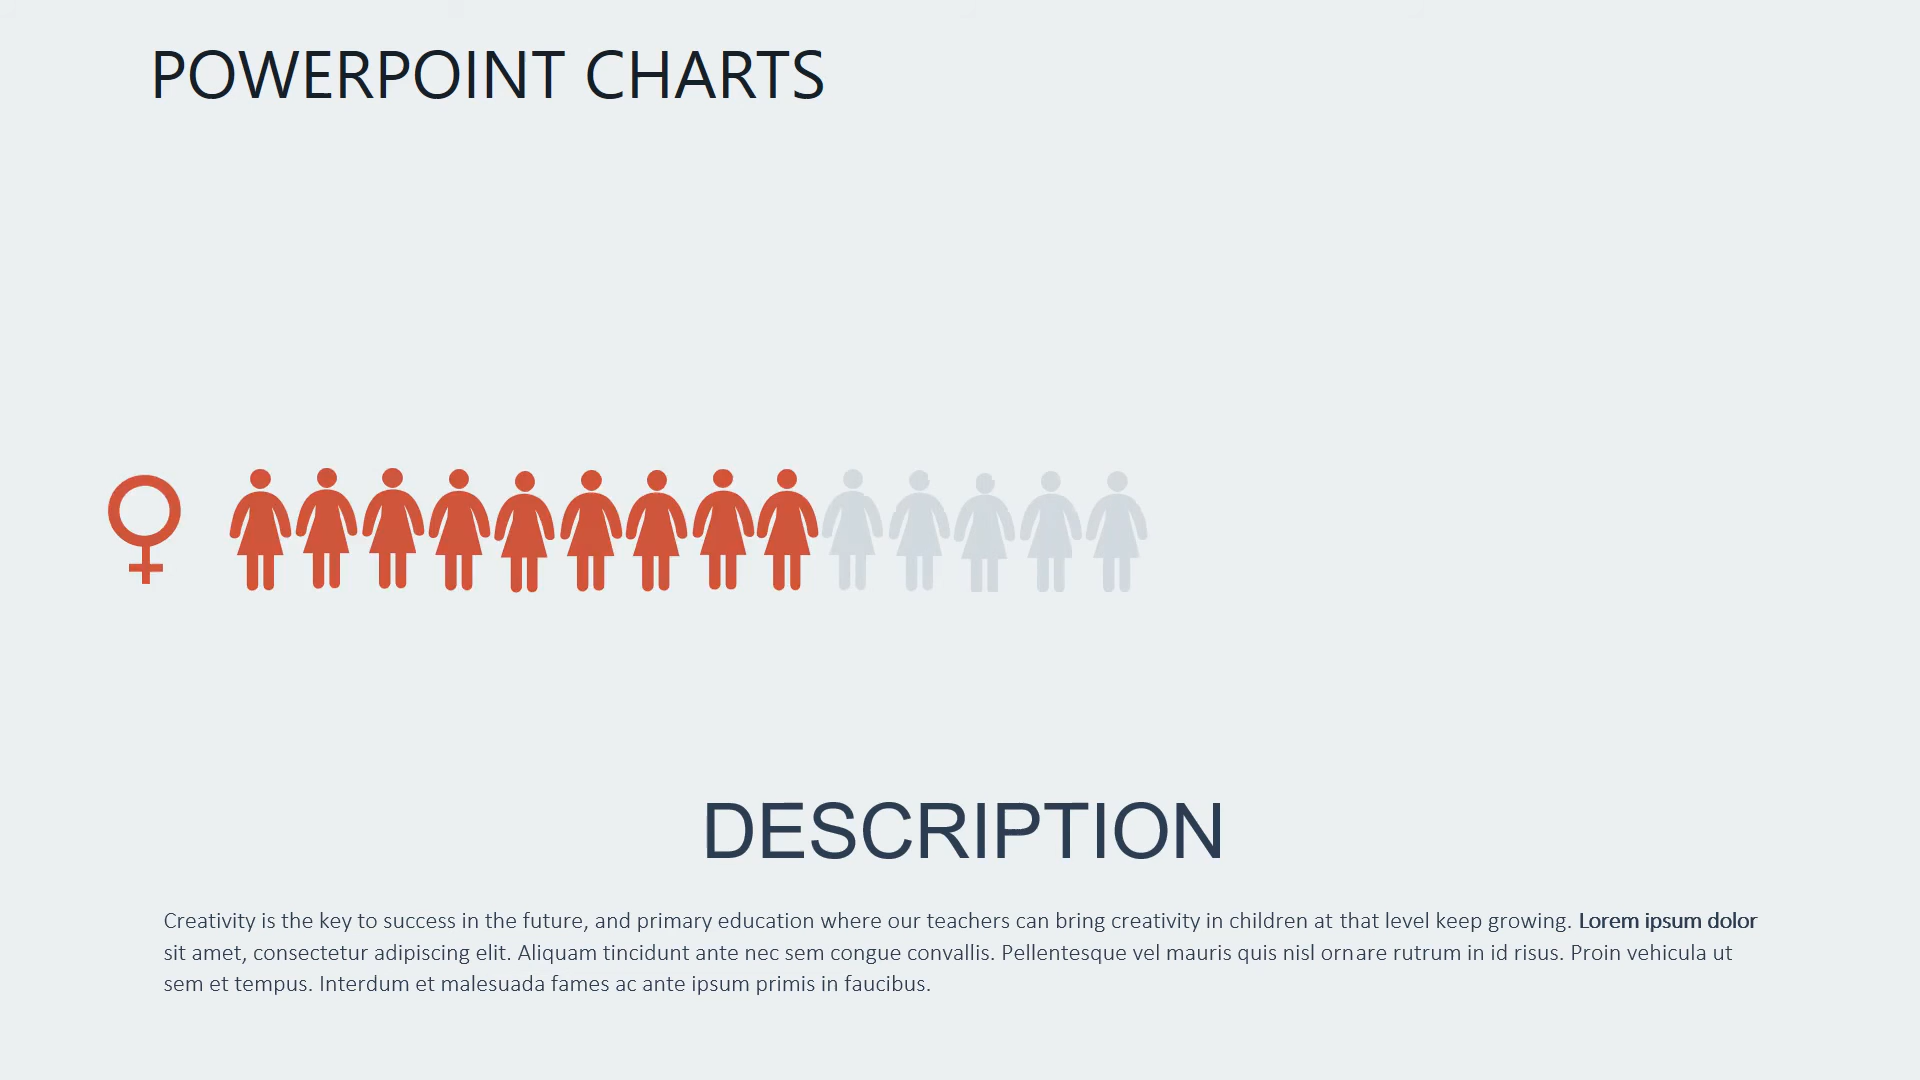 POWERPOINT CHARTS
DESCRIPTION
Creativity is the key to success in the future, and primary education where our teachers can bring creativity in children at that level keep growing. Lorem ipsum dolor
sit amet, consectetur adipiscing elit. Aliquam tincidunt ante nec sem congue convallis. Pellentesque vel mauris quis nisl ornare rutrum in id risus. Proin vehicula ut
sem et tempus. Interdum et malesuada fames ac ante ipsum primis in faucibus.